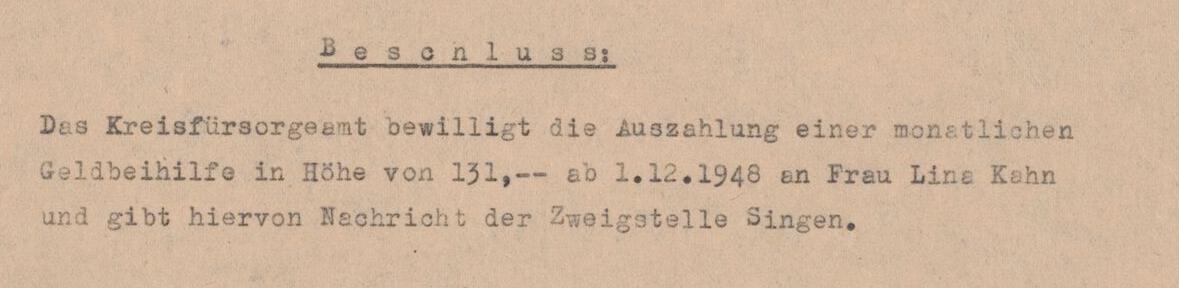 B e s c h l u s s:
Das Kreisfürsorgeamt bewilligt die Auszahlung einer monatlichen
Geldbeihilfe in Höhe von 131,-- ab 1.12.1948 an Frau Lina Kahn
und gibt hiervon Nachricht der Zweigstelle Singen.